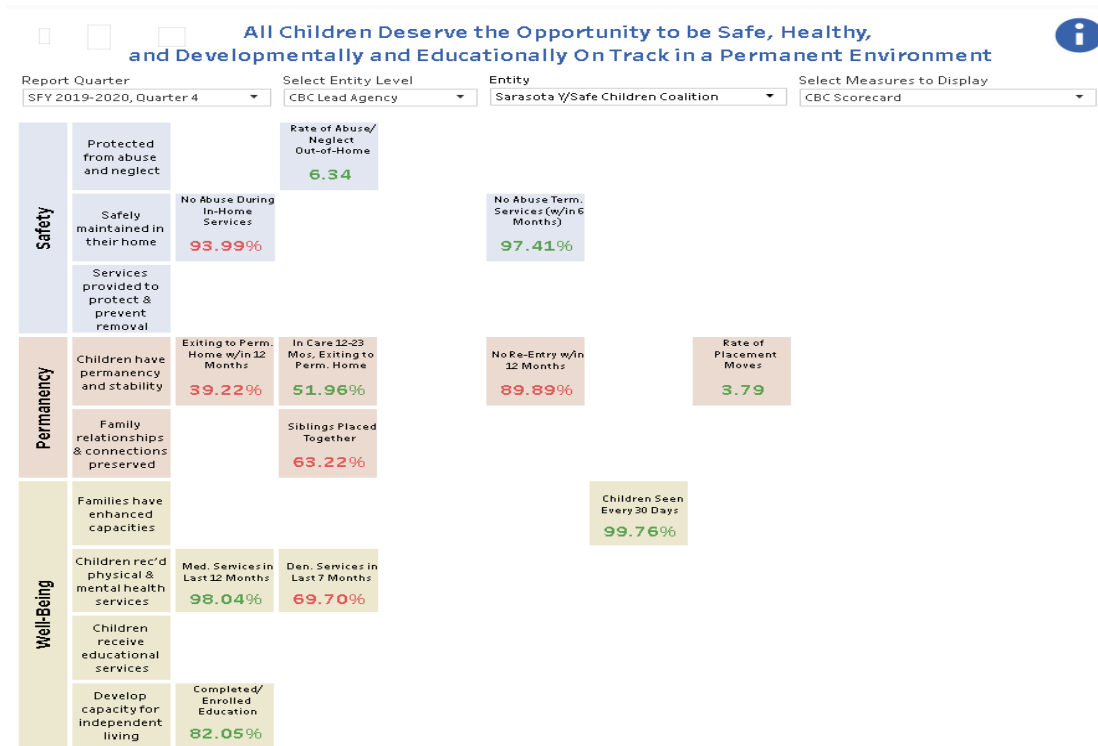 All Children Deserve the Opportunity to be Safe, Healthy,
and Developmentally and Educationally On Track in a Permanent Environment
i
Report Quarter
Select Entity Level
Entity
Select Measures to Display
SFY 2019-2020, Quarter 4
CBC Lead Agency
Sarasota Y/Safe Children Coalition
CBC Scorecard
Safety
Protected
from abuse
and neglect
Rate of Abuse/
Neglect
Out-of-Home
6.34
Safely
maintained in
their home
No Abuse During
In-Home
Services
93.99%
No Abuse Term.
Services (w/in 6
Months)
97.41%
Services
provided to
protect &
prevent
removal
Permanency
Children have
permanency
and stability
Exiting to Perm.
Home w/in 12
Months
39.22%
In Care 12-23
Mos, Exiting to
Perm. Home
51.96%
No Re-Entry w/in
12 Months
89.89%
Rate of
Placement
Moves
3.79
Family
relationships
& connections
preserved
Siblings Placed
Together
63.22%
Well-Being
Families have
enhanced
capacities
Children Seen
Every 30 Days
99.76%
Children rec'd
physical &
mental health
services
Med. Services in
Last 12 Months
98.04%
Den. Services in
Last 7 Months
69.70%
Children
receive
educational
services
Develop
capacity for
independent
living
Completed/
Enrolled
Education
82.05%